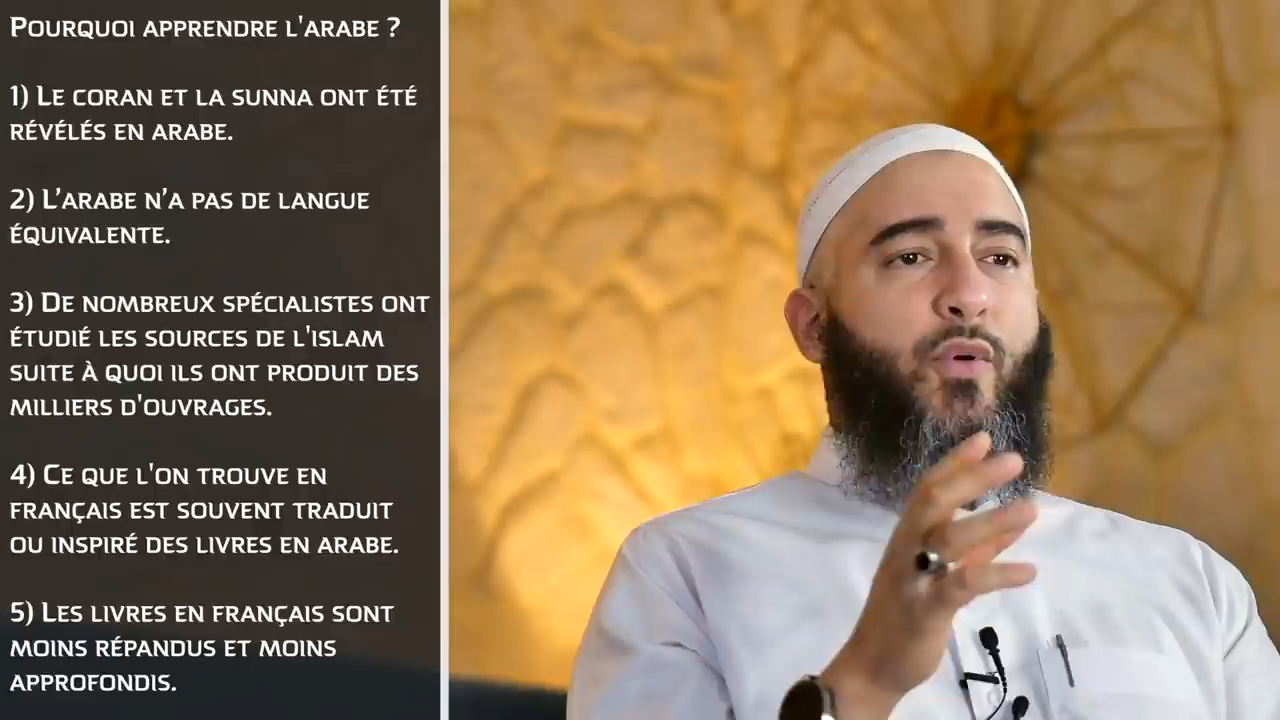 Pourquoi apprendre l'arabe ?
1) Le coran et la sunna ont été
révélés en arabe.
2) L’arabe n’a pas de langue
équivalente.
3) De nombreux spécialistes ont
étudié les sources de l'islam
suite à quoi ils ont produit des
milliers d'ouvrages.
4) Ce que l'on trouve en
français est souvent traduit
ou inspiré des livres en arabe.
5) Les livres en français sont
moins répandus et moins
approfondis.